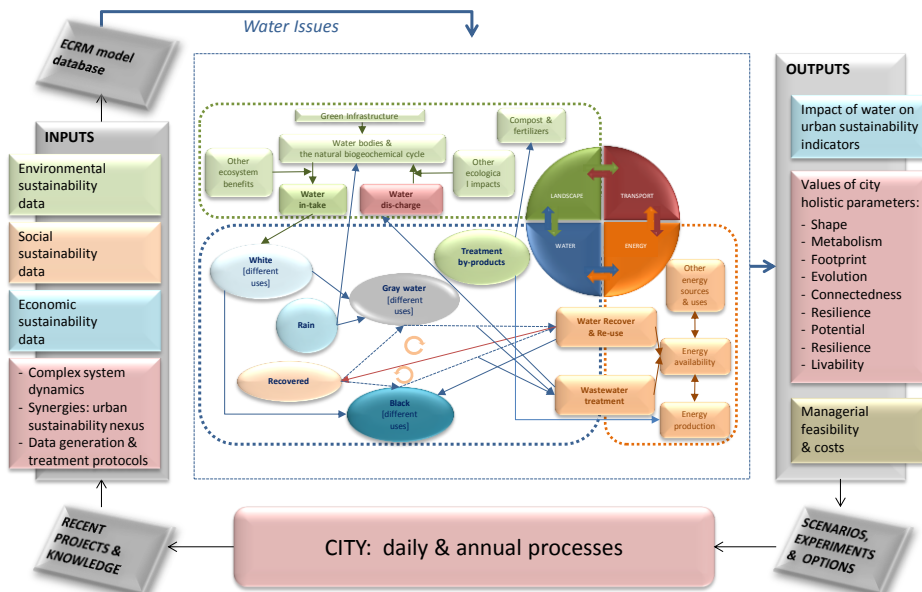 Water Issues
ECRM model
database
INPUTS
Environmental
sustainability
data
Social
sustainability
data
Economic
sustainability
data
- Complex system
dynamics
- Synergies: urban
sustainability nexus
- Data generation &
treatment protocols
RECENT
PROJECTS &
KNOWLEDGE
Green Infrastructure
Water bodies &
the natural biogeochemical cycle
Other
ecosystem
benefits
Other
ecologica
l impacts
Compost &
fertilizers
Water
in-take
Water
dis-charge
LANDSCAPE
TRANSPORT
WATER
ENERGY
White
[different
uses]
Gray water
[different
uses]
Treatment
by-products
Rain
Recovered
Black
[different
uses]
Water Recover
& Re-use
Wastewater
treatment
Other
energy
sources
& uses
Energy
availability
Energy
production
OUTPUTS
Impact of water on
urban sustainability
indicators
Values of city
holistic parameters:
- Shape
- Metabolism
- Footprint
- Evolution
- Connectedness
- Resilience
- Potential
- Resilience
- Livability
Managerial
feasibility
& costs
SCENARIOS,
EXPERIMENTS
& OPTIONS
CITY: daily & annual processes